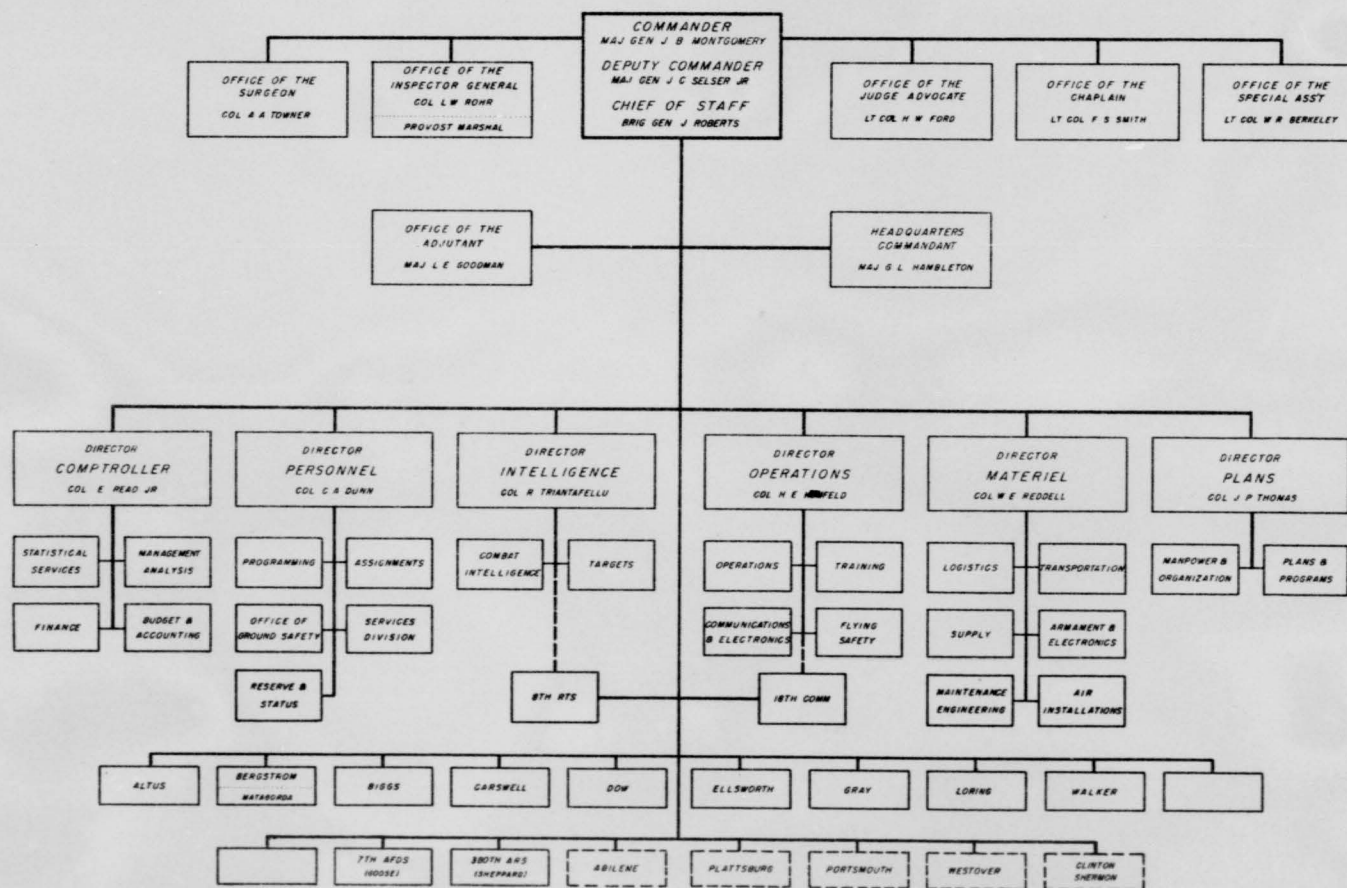 COMMANDER
MAJ GEN J B MONTGOMERY
DEPUTY COMMANDER
MAJ GEN J C SELSER JR
CHIEF OF STAFF
BRIG GEN J ROBERTS
OFFICE OF THE
SURGEON
COL A A TOWNER
OFFICE OF THE
INSPECTOR GENERAL
COL L W ROHR
PROVOST MARSHAL
OFFICE OF THE
JUDGE ADVOCATE
LT COL H W FORD
OFFICE OF THE
CHAPLAIN
LT COL F S SMITH
OFFICE OF THE
SPECIAL ASS'T
LT COL W R BERKELEY
OFFICE OF THE
ADJUTANT
MAJ L E GOODMAN
HEADQUARTERS
COMMANDANT
MAJ G L HAMBLETON
DIRECTOR
COMPTROLLER
COL E READ JR
DIRECTOR
PERSONNEL
COL C A DUNN
DIRECTOR
INTELLIGENCE
COL R TRIANTAFELLU
DIRECTOR
OPERATIONS
COL H E
DIRECTOR
MATERIEL
COL W E REDDELL
DIRECTOR
PLANS
COL J P THOMAS
STATISTICAL
SERVICES
MANAGEMENT
ANALYSIS
FINANCE
BUDGET &
ACCOUNTING
PROGRAMMING
ASSIGNMENTS
OFFICE OF
GROUND SAFETY
SERVICES
DIVISION
RESERVE &
STATUS
COMBAT
INTELLIGENCE
TARGETS
8TH RTS
OPERATIONS
TRAINING
COMMUNICATIONS
& ELECTRONICS
FLYING
SAFETY
18TH COMM
LOGISTICS
TRANSPORTATION
SUPPLY
ARMAMENT &
ELECTRONICS
MAINTENANCE
ENGINEERING
AIR
INSTALLATIONS
MANPOWER &
ORGANIZATION
PLANS &
PROGRAMS
ALTUS
BERGSTROM
MATAGORDA
BIGGS
CARSWELL
DOW
ELLSWORTH
GRAY
LORING
WALKER
7TH AFDS
(GOOSE)
380TH ARS
(SHEPPARD)
ABILENE
PLATTSBURG
PORTSMOUTH
WESTOVER
CLINTON
SHERMON